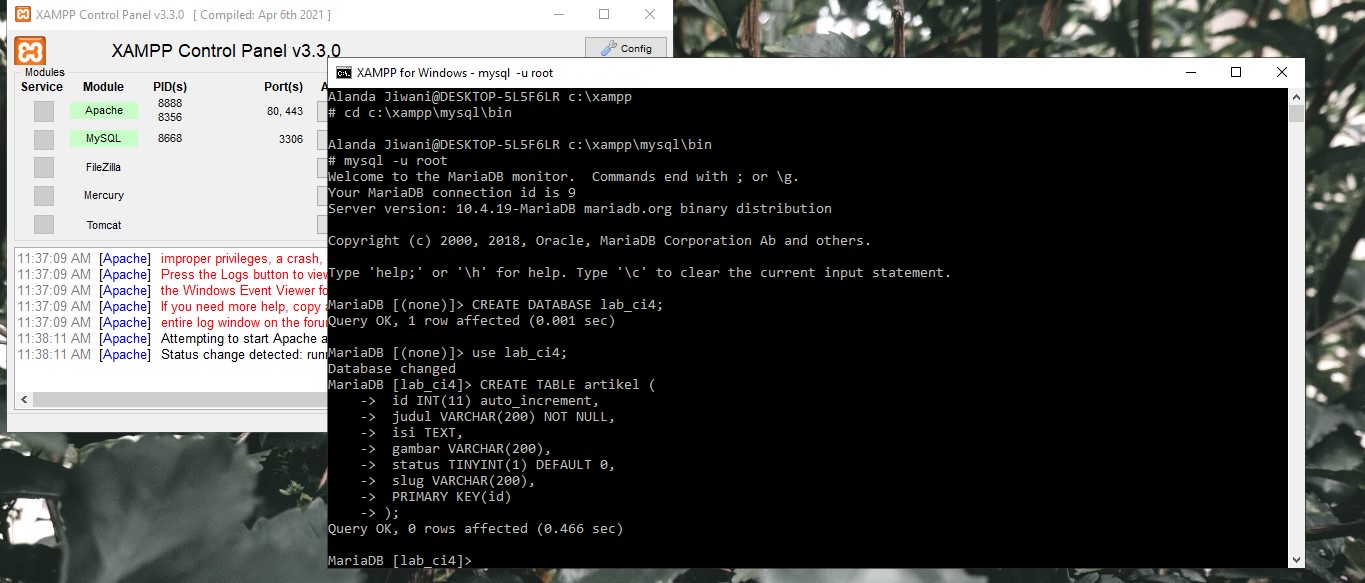 XAMPP Control Panel v3.3.0 [ Compiled: Apr 6th 2021 ]
XAMPP Control Panel v3.3.0
Config
Modules
Service Module PID(s) Port(s) A
Apache 8888 8356 80, 443
MySQL 8668 3306
FileZilla
Mercury
Tomcat
11:37:09 AM [Apache] improper privileges, a crash,
11:37:09 AM [Apache] Press the Logs button to view
11:37:09 AM [Apache] the Windows Event Viewer fo
11:37:09 AM [Apache] If you need more help, copy a
11:37:09 AM [Apache] entire log window on the foru
11:38:11 AM [Apache] Attempting to start Apache a
11:38:11 AM [Apache] Status change detected: runn
XAMPP for Windows - mysql -u root
Alanda Jiwani@DESKTOP-5L5F6LR c:\xampp
# cd c:\xampp\mysql\bin
Alanda Jiwani@DESKTOP-5L5F6LR c:\xampp\mysql\bin
# mysql -u root
Welcome to the MariaDB monitor.  Commands end with ; or \g.
Your MariaDB connection id is 9
Server version: 10.4.19-MariaDB mariadb.org binary distribution
Copyright (c) 2000, 2018, Oracle, MariaDB Corporation Ab and others.
Type 'help;' or '\h' for help. Type '\c' to clear the current input statement.
MariaDB [(none)]> CREATE DATABASE lab_ci4;
Query OK, 1 row affected (0.001 sec)
MariaDB [(none)]> use lab_ci4;
Database changed
MariaDB [lab_ci4]> CREATE TABLE artikel (
    ->  id INT(11) auto_increment,
    ->  judul VARCHAR(200) NOT NULL,
    ->  isi TEXT,
    ->  gambar VARCHAR(200),
    ->  status TINYINT(1) DEFAULT 0,
    ->  slug VARCHAR(200),
    ->  PRIMARY KEY(id)
    -> );
Query OK, 0 rows affected (0.466 sec)
MariaDB [lab_ci4]>